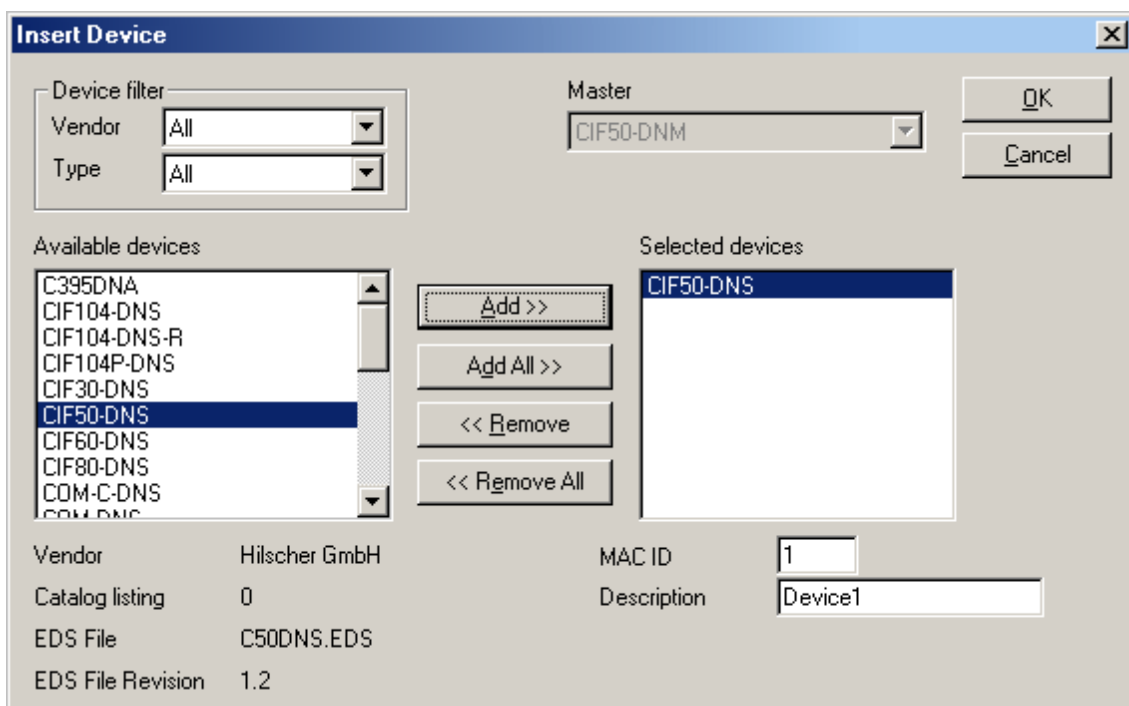 Insert Device
Device filter
Vendor All
Type All
Master
CIF50-DNM
OK
Cancel
Available devices
C395DNA
CIF104-DNS
CIF104-DNS-R
CIF104P-DNS
CIF30-DNS
CIF50-DNS
CIF60-DNS
CIF80-DNS
COM-C-DNS
COM-DNS
Add >>
Add All >>
<< Remove
<< Remove All
Selected devices
CIF50-DNS
Vendor Hilscher GmbH
Catalog listing 0
EDS File C50DNS.EDS
EDS File Revision 1.2
MAC ID 1
Description Device1